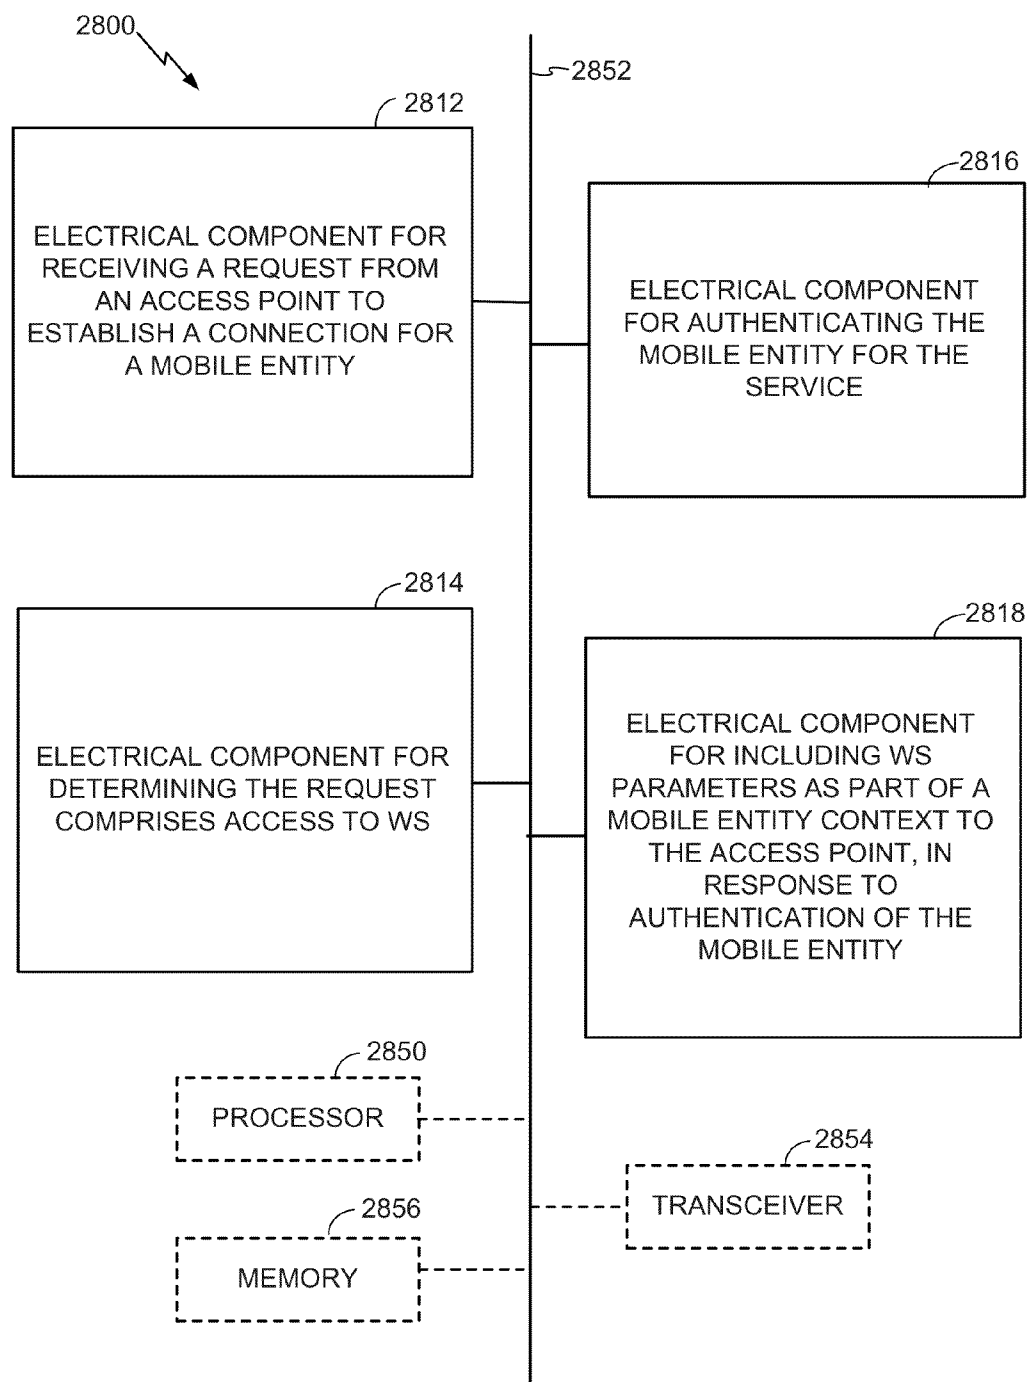 2800
2852
2812
ELECTRICAL COMPONENT FOR
RECEIVING A REQUEST FROM
AN ACCESS POINT TO
ESTABLISH A CONNECTION FOR
A MOBILE ENTITY
2816
ELECTRICAL COMPONENT
FOR AUTHENTICATING THE
MOBILE ENTITY FOR THE
SERVICE
2814
ELECTRICAL COMPONENT FOR
DETERMINING THE REQUEST
COMPRISES ACCESS TO WS
2818
ELECTRICAL COMPONENT
FOR INCLUDING WS
PARAMETERS AS PART OF A
MOBILE ENTITY CONTEXT TO
THE ACCESS POINT, IN
RESPONSE TO
AUTHENTICATION OF THE
MOBILE ENTITY
2850
PROCESSOR
2854
TRANSCEIVER
2856
MEMORY